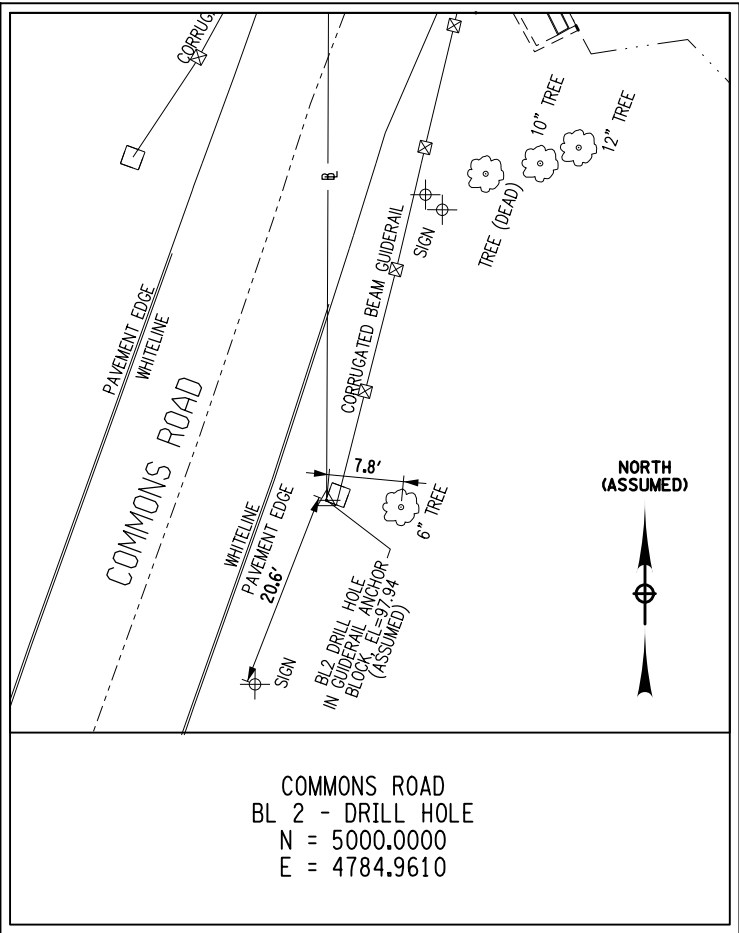 CORRUG.
10" TREE
12" TREE
TREE (DEAD)
SIGN
CORRUGATED BEAM GUIDERAIL
PAVEMENT EDGE
WHITELINE
COMMONS ROAD
7.8'
6" TREE
WHITELINE
PAVEMENT EDGE
20.6'
SIGN
BL2 DRILL HOLE
IN GUIDERAIL ANCHOR
BLOCK, EL=97.94
(ASSUMED)
NORTH
(ASSUMED)
COMMONS ROAD
BL 2 - DRILL HOLE
N = 5000.0000
E = 4784.9610